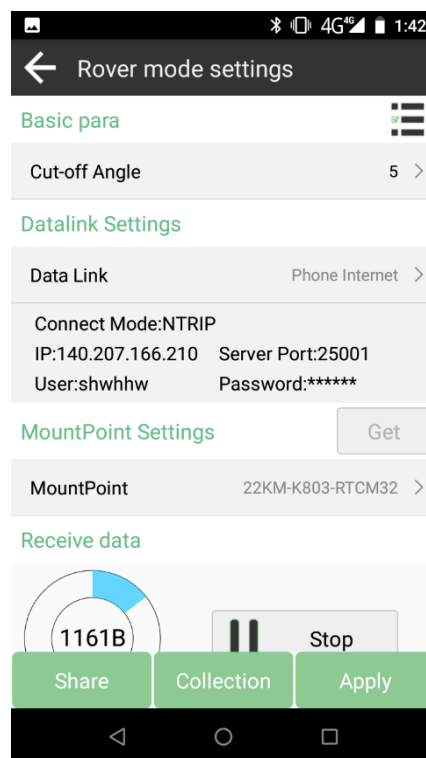 4G 4G 1:42
Rover mode settings
Basic para
Cut-off Angle 5
Datalink Settings
Data Link Phone Internet
Connect Mode:NTRIP
IP:140.207.166.210 Server Port:25001
User:shwhhw Password:******
MountPoint Settings Get
MountPoint 22KM-K803-RTCM32
Receive data
1161B Stop
Share Collection Apply